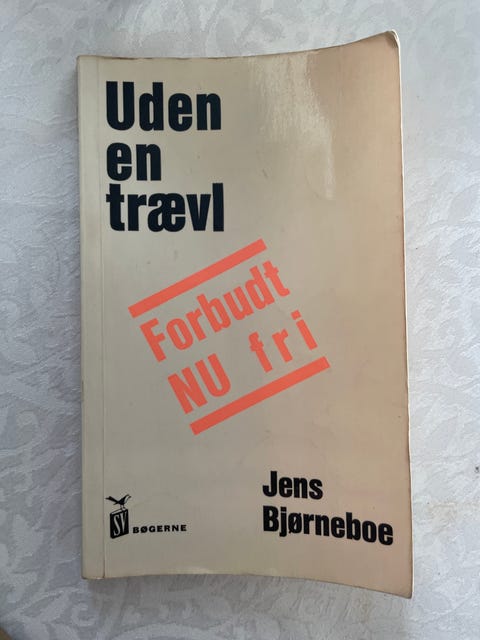 Uden
en
trævl
Forbudt
NU fri
Jens
Bjørneboe
SV BØGERNE